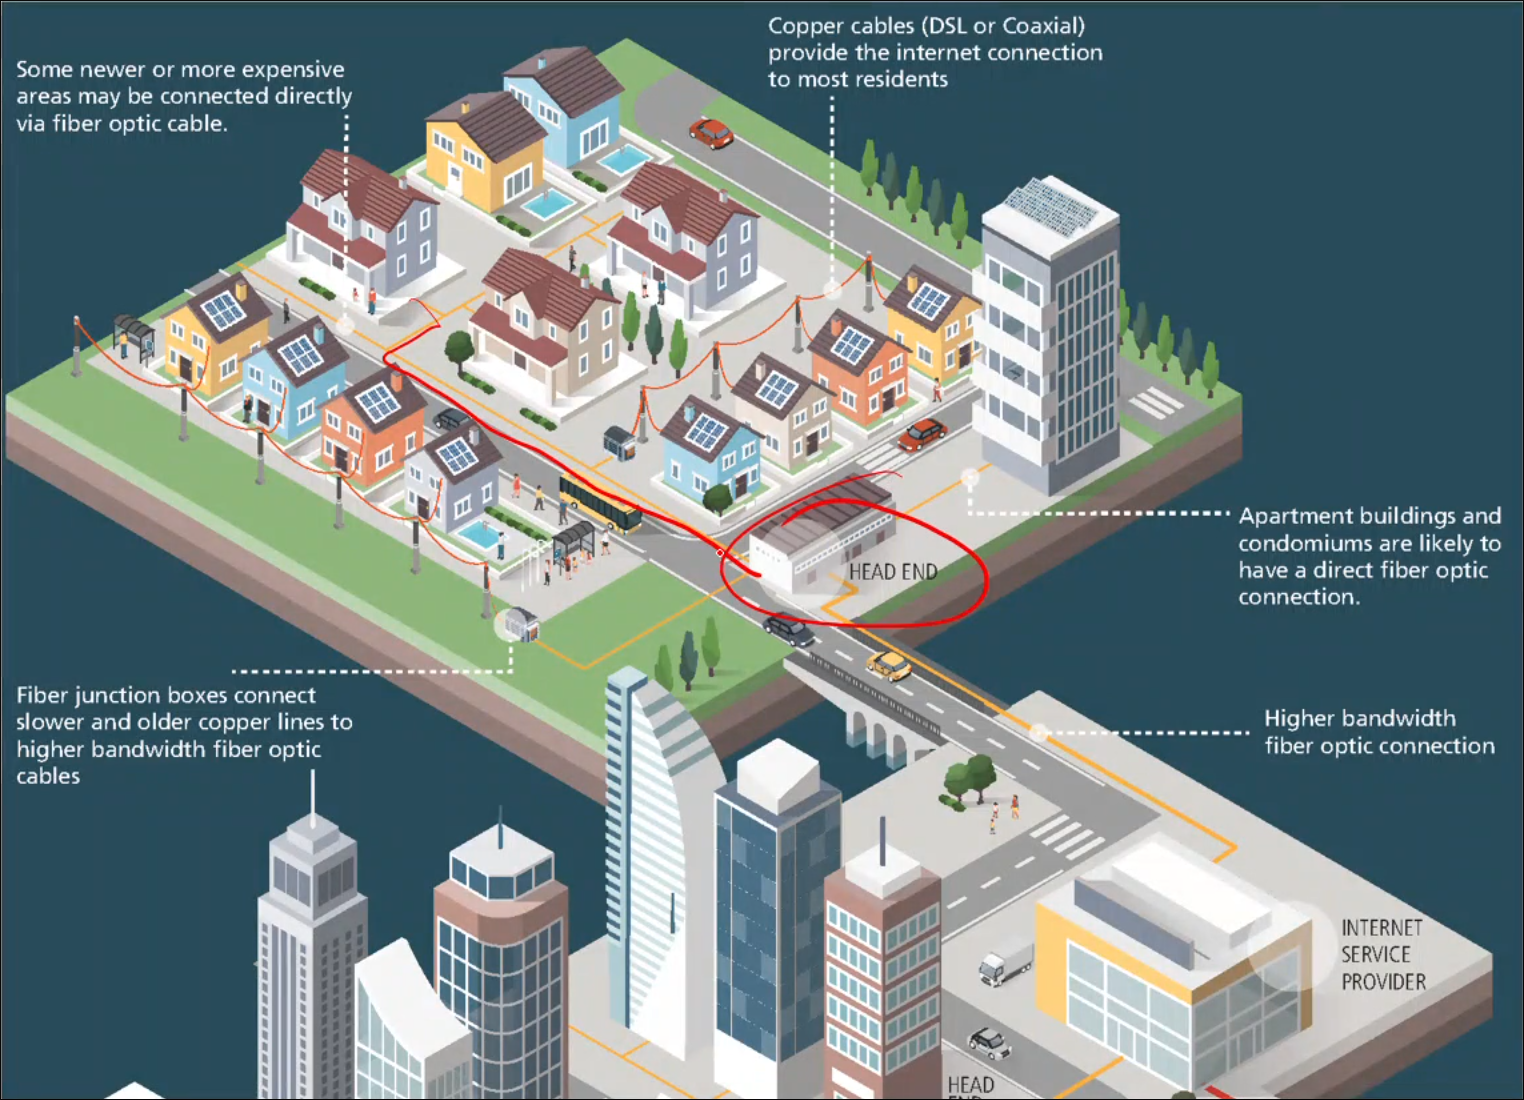 Copper cables (DSL or Coaxial)
provide the internet connection
to most residents
Some newer or more expensive
areas may be connected directly
via fiber optic cable.
Apartment buildings and
condomiums are likely to
have a direct fiber optic
connection.
HEAD END
Fiber junction boxes connect
slower and older copper lines to
higher bandwidth fiber optic
cables
Higher bandwidth
fiber optic connection
INTERNET
SERVICE
PROVIDER
HEAD
END